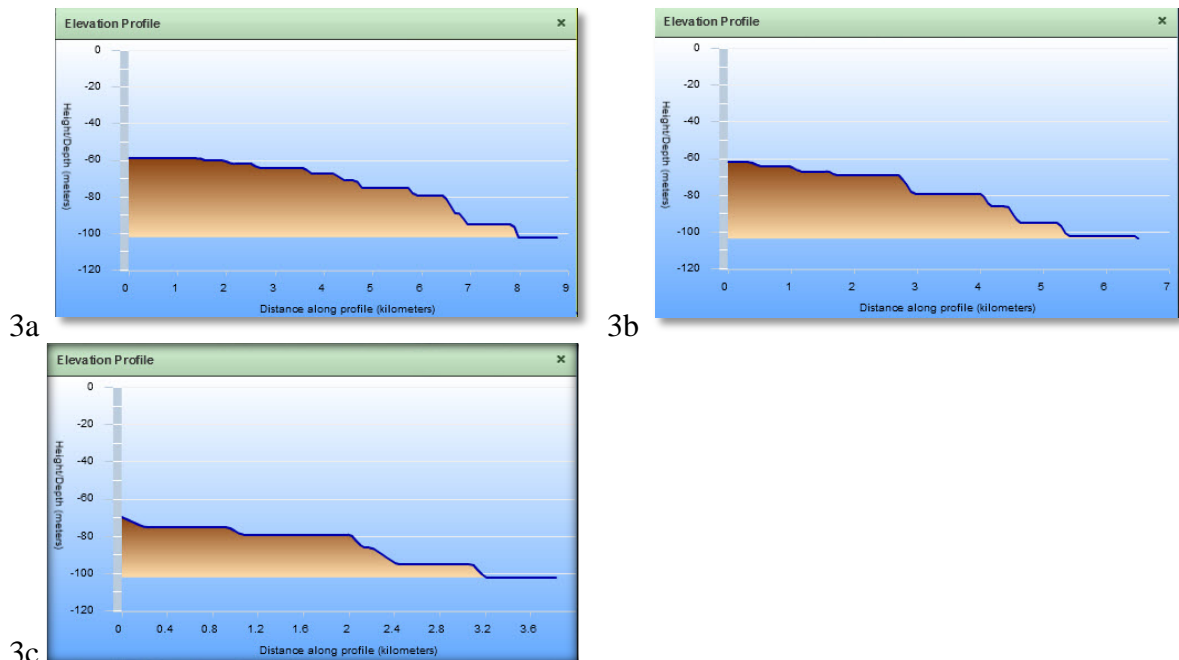 Elevation Profile ×
0
-20
-40
-60
-80
-100
-120
Height/Depth (meters)
0 1 2 3 4 5 6 7 8 9
Distance along profile (kilometers)
3a
Elevation Profile ×
0
-20
-40
-60
-80
-100
-120
Height/Depth (meters)
0 1 2 3 4 5 6 7
Distance along profile (kilometers)
3b
Elevation Profile ×
0
-20
-40
-60
-80
-100
-120
Height/Depth (meters)
0 0.4 0.8 1.2 1.6 2 2.4 2.8 3.2 3.6
Distance along profile (kilometers)
3c